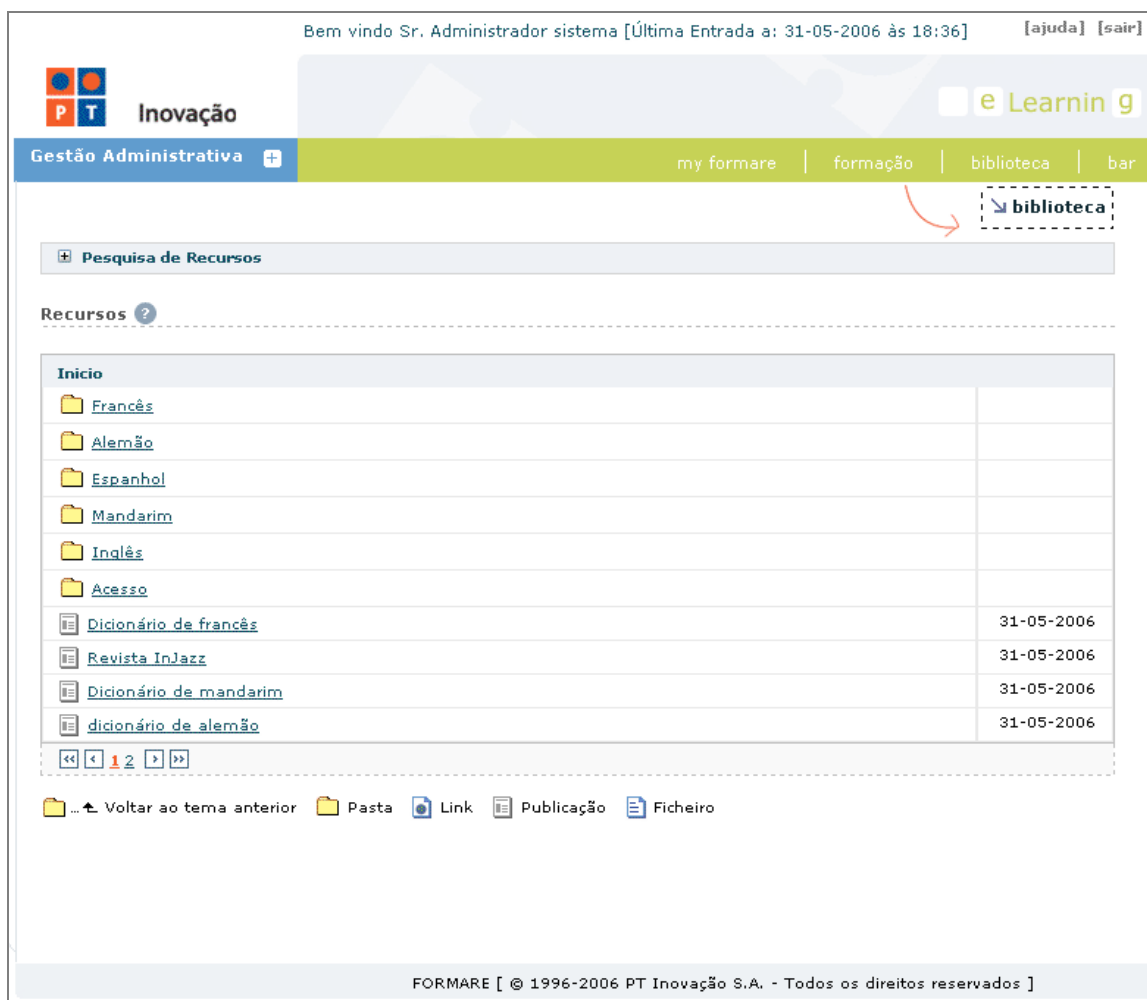 Bem vindo Sr. Administrador sistema [Última Entrada a: 31-05-2006 às 18:36] [ajuda] [sair]
P T Inovação
e Learnin g
Gestão Administrativa
my formare | formação | biblioteca | bar
biblioteca
Pesquisa de Recursos
Recursos ?
Inicio
Francês
Alemão
Espanhol
Mandarim
Inglês
Acesso
Dicionário de francês 31-05-2006
Revista InJazz 31-05-2006
Dicionário de mandarim 31-05-2006
dicionário de alemão 31-05-2006
1 2
... Voltar ao tema anterior Pasta Link Publicação Ficheiro
FORMARE [ © 1996-2006 PT Inovação S.A. - Todos os direitos reservados ]